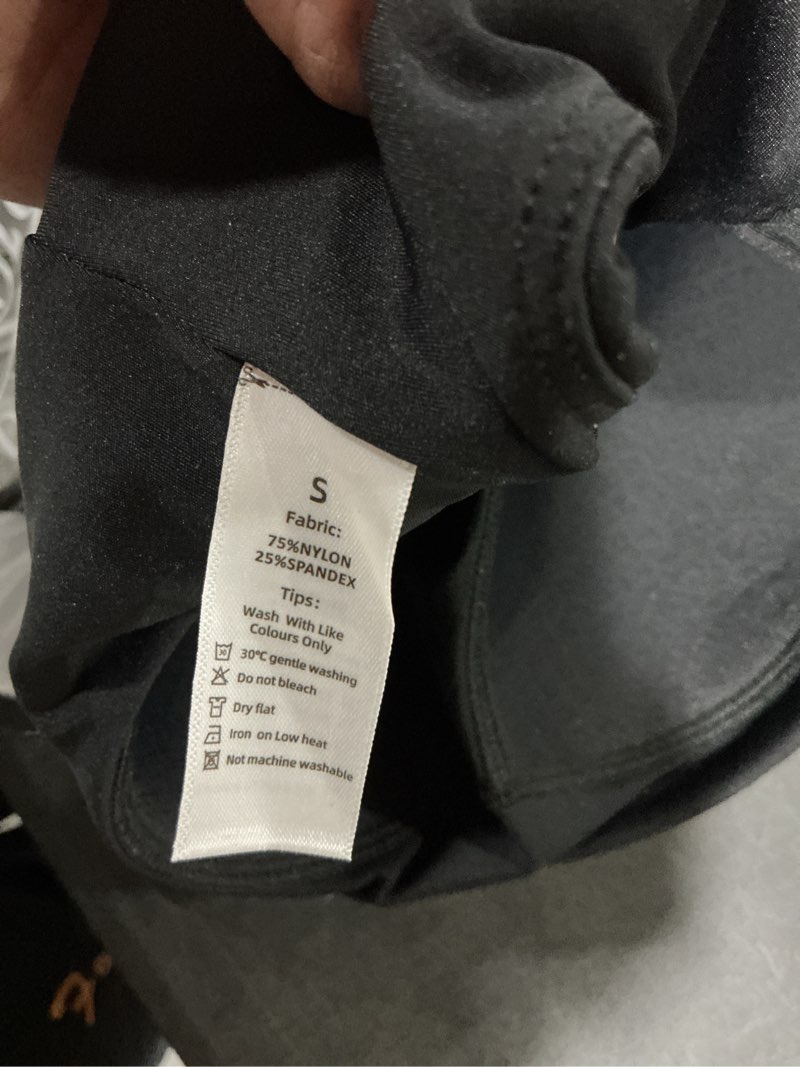 S
Fabric:
75%NYLON
25%SPANDEX
Tips:
Wash With Like
Colours Only
30
30℃ gentle washing
Do not bleach
Dry flat
Iron on Low heat
Not machine washable